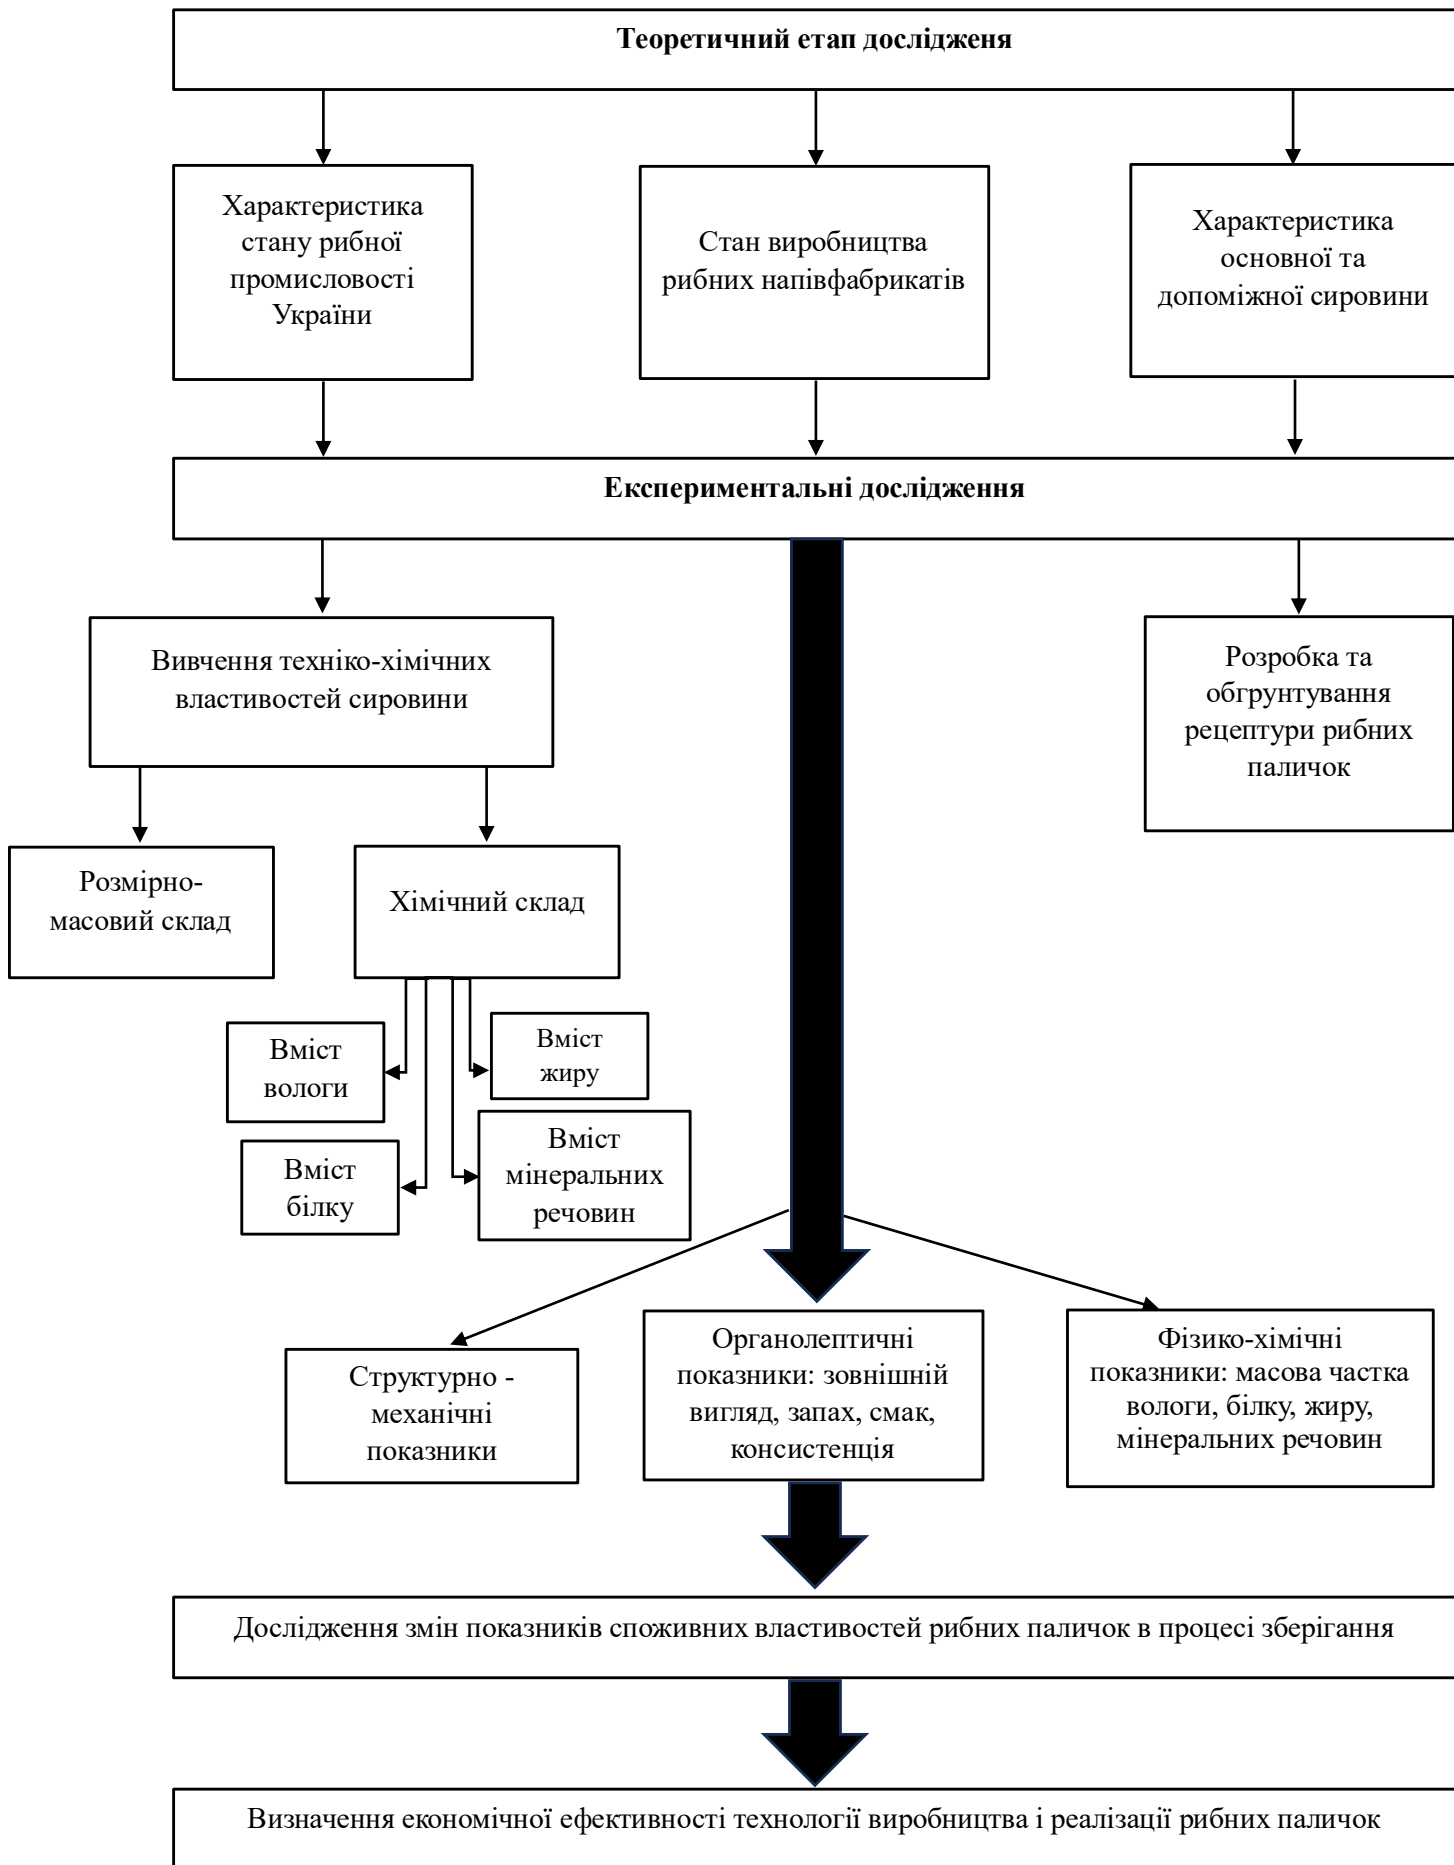 Теоретичний етап дослідженя
Характеристика
стану рибної
промисловості
України
Стан виробництва
рибних напівфабрикатів
Характеристика
основної та
допоміжної сировини
Експериментальні дослідження
Вивчення техніко-хімічних
властивостей сировини
Розробка та
обгрунтування
рецептури рибних
паличок
Розмірно-
масовий склад
Хімічний склад
Вміст
вологи
Вміст
жиру
Вміст
білку
Вміст
мінеральних
речовин
Структурно -
механічні
показники
Органолептичні
показники: зовнішній
вигляд, запах, смак,
консистенція
Фізико-хімічні
показники: масова частка
вологи, білку, жиру,
мінеральних речовин
Дослідження змін показників споживних властивостей рибних паличок в процесі зберігання
Визначення економічної ефективності технології виробництва і реалізації рибних паличок